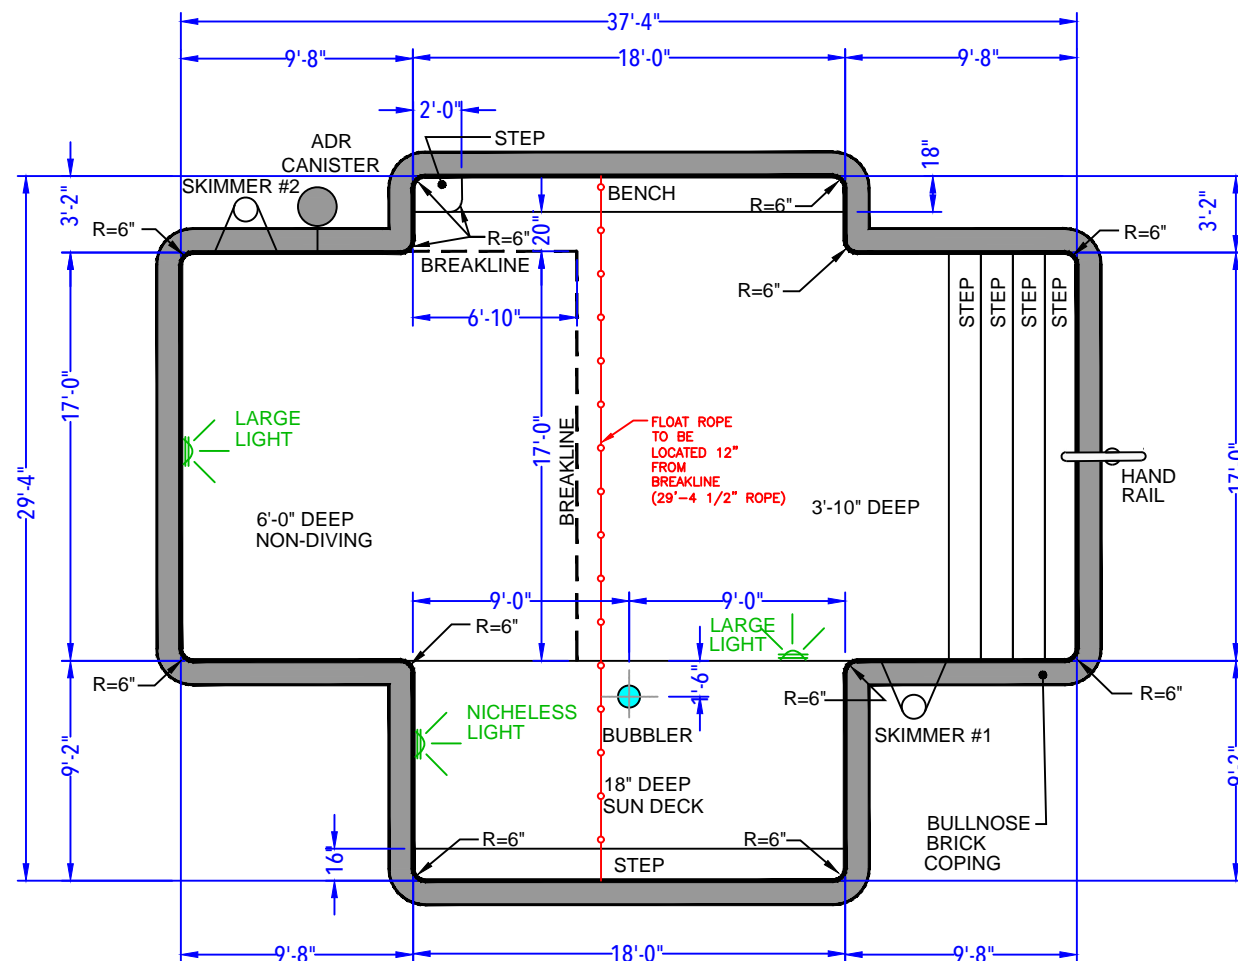 37'-4"
9'-8"
18'-0"
9'-8"
2'-0"
STEP
ADR
CANISTER
SKIMMER #2
18"
BENCH
3'-2"
R=6"
R=6"
3'-2"
R=6"
R=6"
20"
BREAKLINE
R=6"
6'-10"
STEP
STEP
STEP
STEP
17'-0"
LARGE
LIGHT
BREAKLINE
17'-0"
FLOAT ROPE
TO BE
LOCATED 12"
FROM
BREAKLINE
(29'-4 1/2" ROPE)
17'-0"
HAND
RAIL
29'-4"
6'-0" DEEP
NON-DIVING
3'-10" DEEP
9'-0"
9'-0"
R=6"
LARGE
LIGHT
R=6"
1'-6"
R=6"
R=6"
NICHELESS
LIGHT
BUBBLER
SKIMMER #1
9'-2"
9'-2"
18" DEEP
SUN DECK
R=6"
R=6"
BULLNOSE
BRICK
COPING
16"
STEP
9'-8"
18'-0"
9'-8"